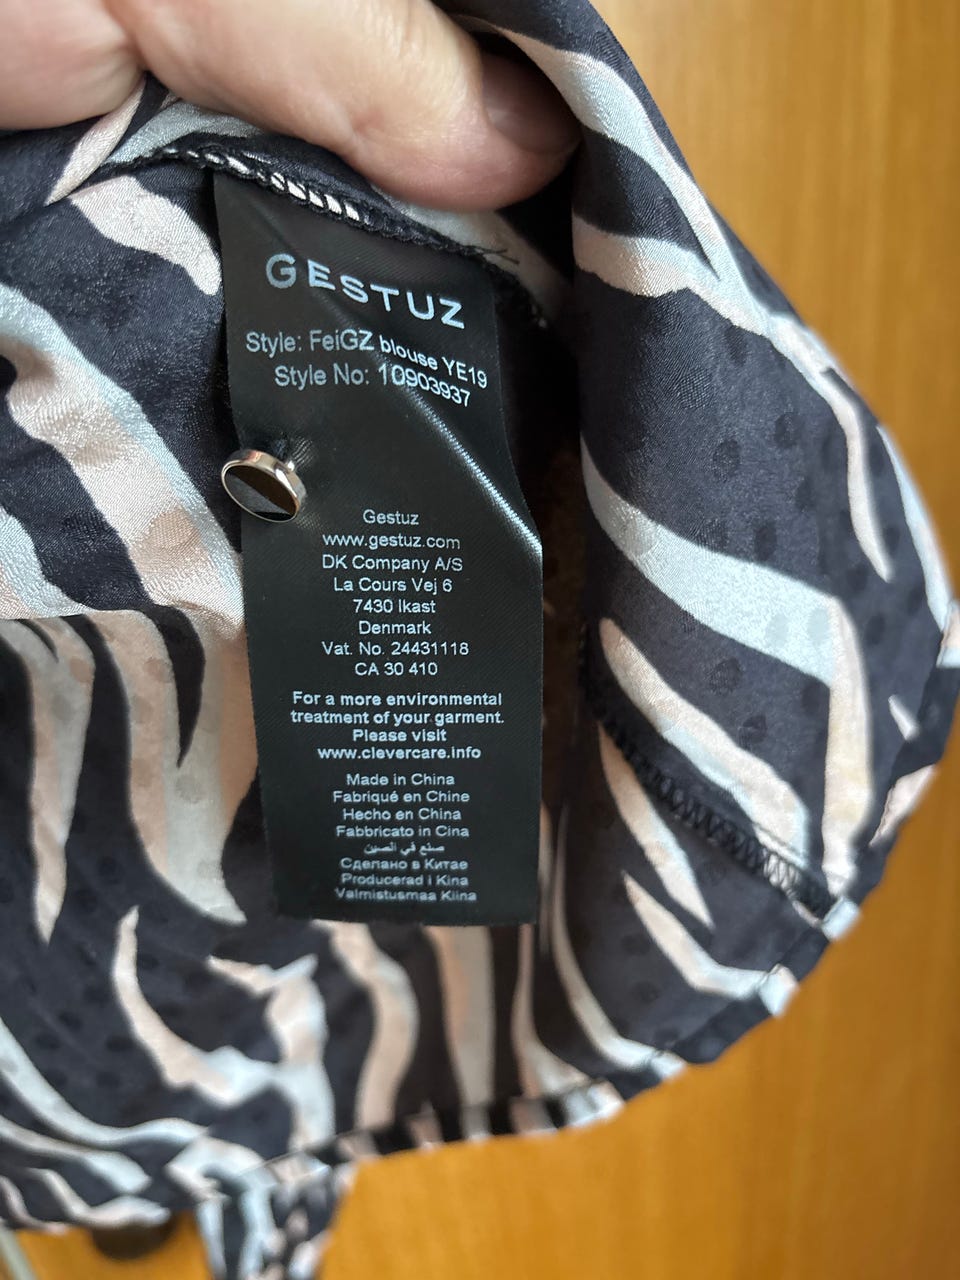 GESTUZ
Style: FeiGZ blouse YE19
Style No: 10903937
Gestuz
www.gestuz.com
DK Company A/S
La Cours Vej 6
7430 Ikast
Denmark
Vat. No. 24431118
CA 30 410
For a more environmental
treatment of your garment.
Please visit
www.clevercare.info
Made in China
Fabriqué en Chine
Hecho en China
Fabbricato in Cina
صنع في الصين
Сделано в Китае
Producerad i Kina
Valmistusmaa Kiina